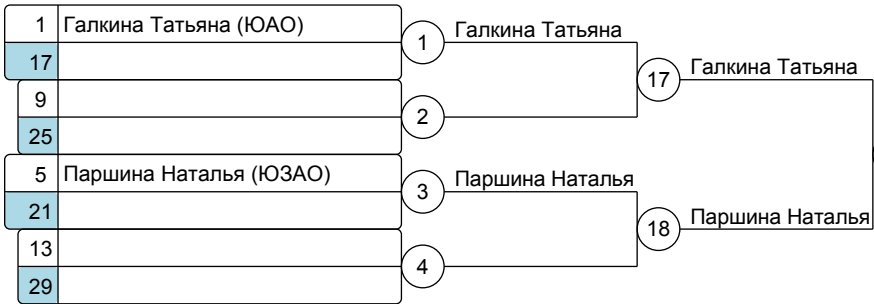 1 Галкина Татьяна (ЮАО)
17
1 Галкина Татьяна
9
25
2
17 Галкина Татьяна
5 Паршина Наталья (ЮЗАО)
21
3 Паршина Наталья
13
29
4
18 Паршина Наталья